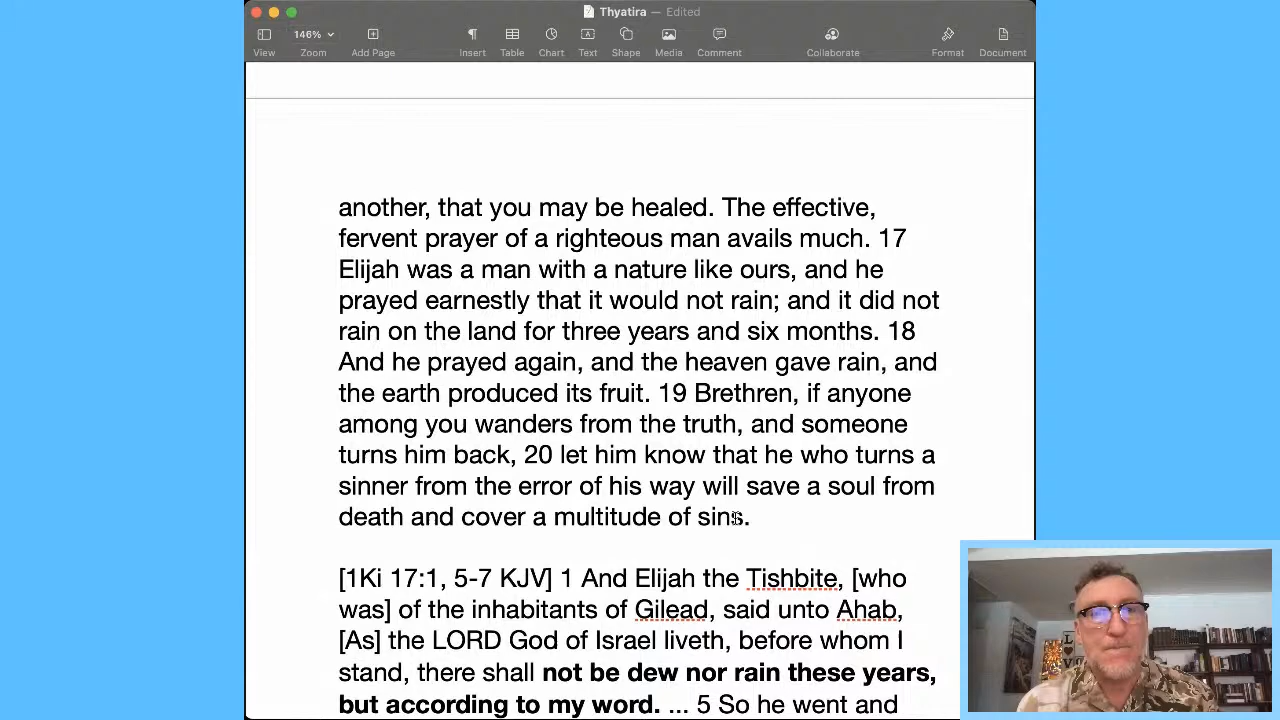 Thyatira — Edited
146%
View Zoom Add Page Insert Table Chart Text Shape Media Comment Collaborate Format Document
another, that you may be healed. The effective,
fervent prayer of a righteous man avails much. 17
Elijah was a man with a nature like ours, and he
prayed earnestly that it would not rain; and it did not
rain on the land for three years and six months. 18
And he prayed again, and the heaven gave rain, and
the earth produced its fruit. 19 Brethren, if anyone
among you wanders from the truth, and someone
turns him back, 20 let him know that he who turns a
sinner from the error of his way will save a soul from
death and cover a multitude of sins.
[1Ki 17:1, 5-7 KJV] 1 And Elijah the Tishbite, [who
was] of the inhabitants of Gilead, said unto Ahab,
[As] the LORD God of Israel liveth, before whom I
stand, there shall not be dew nor rain these years,
but according to my word. ... 5 So he went and